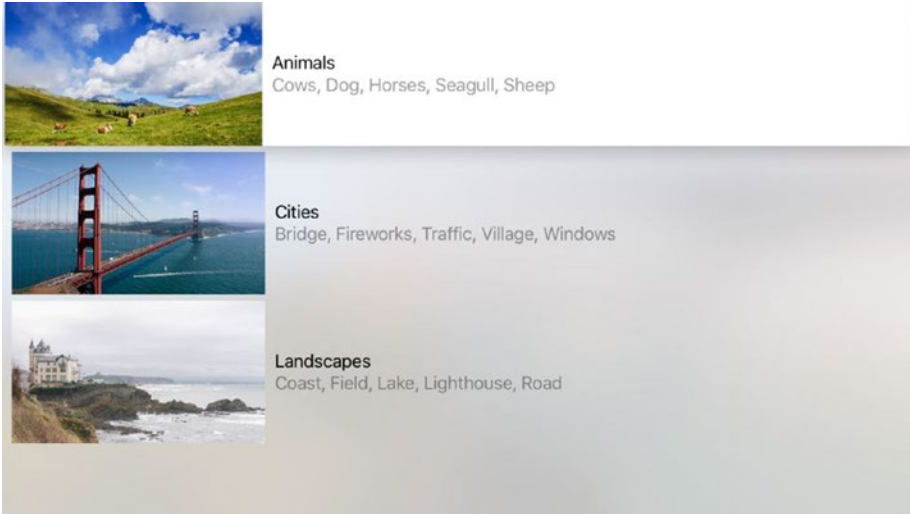 Animals
Cows, Dog, Horses, Seagull, Sheep
Cities
Bridge, Fireworks, Traffic, Village, Windows
Landscapes
Coast, Field, Lake, Lighthouse, Road